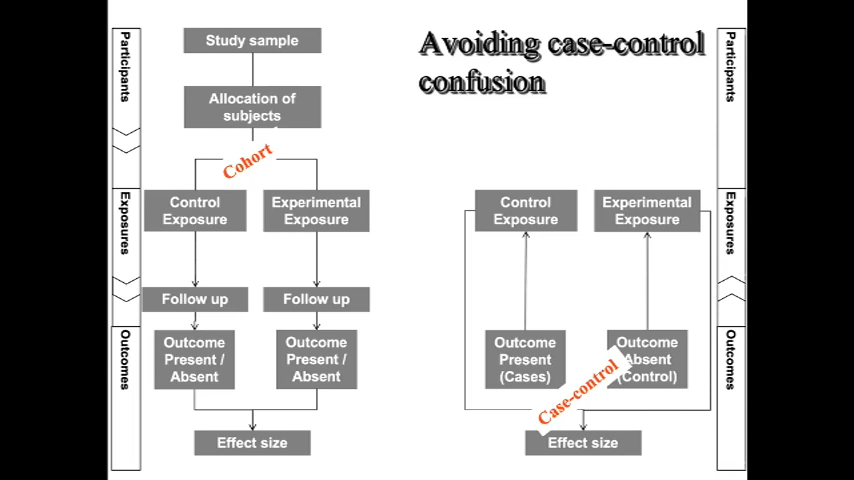 Avoiding case-control
confusion
Participants
Exposures
Outcomes
Study sample
Allocation of
subjects
Cohort
Control
Exposure
Experimental
Exposure
Follow up
Follow up
Outcome
Present /
Absent
Outcome
Present /
Absent
Effect size
Control
Exposure
Experimental
Exposure
Outcome
Present
(Cases)
Outcome
Absent
(Control)
Case-control
Effect size
Participants
Exposures
Outcomes